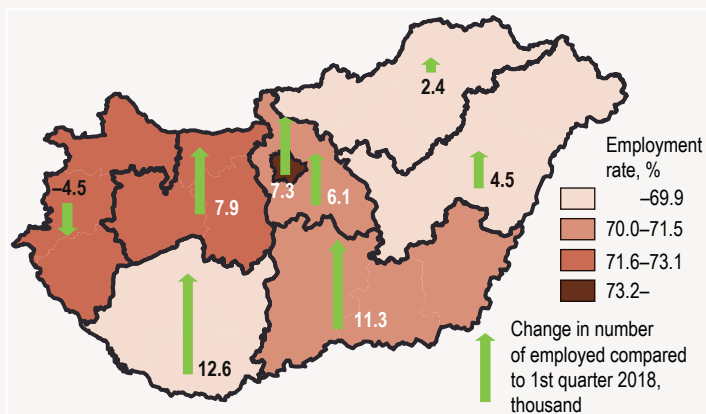 2.4
–4.5
7.9
7.3
6.1
4.5
11.3
12.6
Employment
rate, %
–69.9
70.0–71.5
71.6–73.1
73.2–
Change in number
of employed compared
to 1st quarter 2018,
thousand